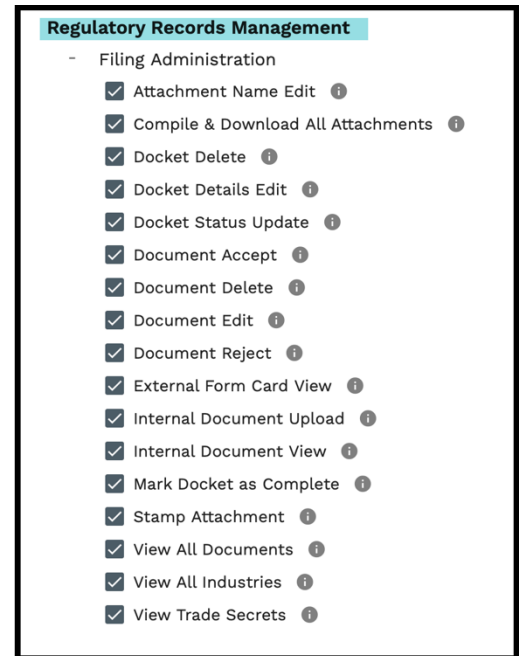 Regulatory Records Management
- Filing Administration
Attachment Name Edit
Compile & Download All Attachments
Docket Delete
Docket Details Edit
Docket Status Update
Document Accept
Document Delete
Document Edit
Document Reject
External Form Card View
Internal Document Upload
Internal Document View
Mark Docket as Complete
Stamp Attachment
View All Documents
View All Industries
View Trade Secrets